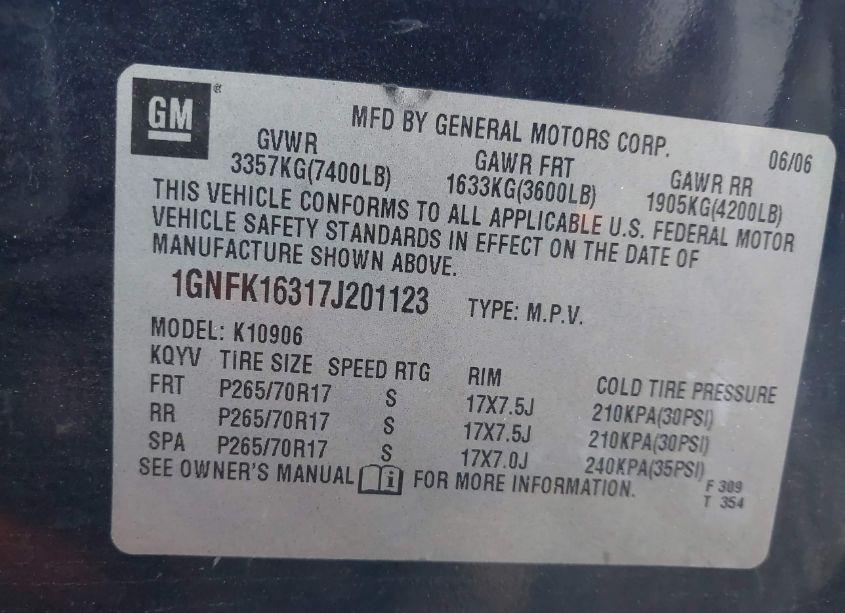 GM ®
MFD BY GENERAL MOTORS CORP.
06/06
GVWR GAWR FRT GAWR RR
3357KG(7400LB) 1633KG(3600LB) 1905KG(4200LB)
THIS VEHICLE CONFORMS TO ALL APPLICABLE U.S. FEDERAL MOTOR
VEHICLE SAFETY STANDARDS IN EFFECT ON THE DATE OF
MANUFACTURE SHOWN ABOVE.
1GNFK16317J201123 TYPE: M.P.V.
MODEL: K10906
KQYV TIRE SIZE SPEED RTG RIM COLD TIRE PRESSURE
FRT P265/70R17 S 17X7.5J 210KPA(30PSI)
RR P265/70R17 S 17X7.5J 210KPA(30PSI)
SPA P265/70R17 S 17X7.0J 240KPA(35PSI)
SEE OWNER'S MANUAL i FOR MORE INFORMATION.
F 309
T 354